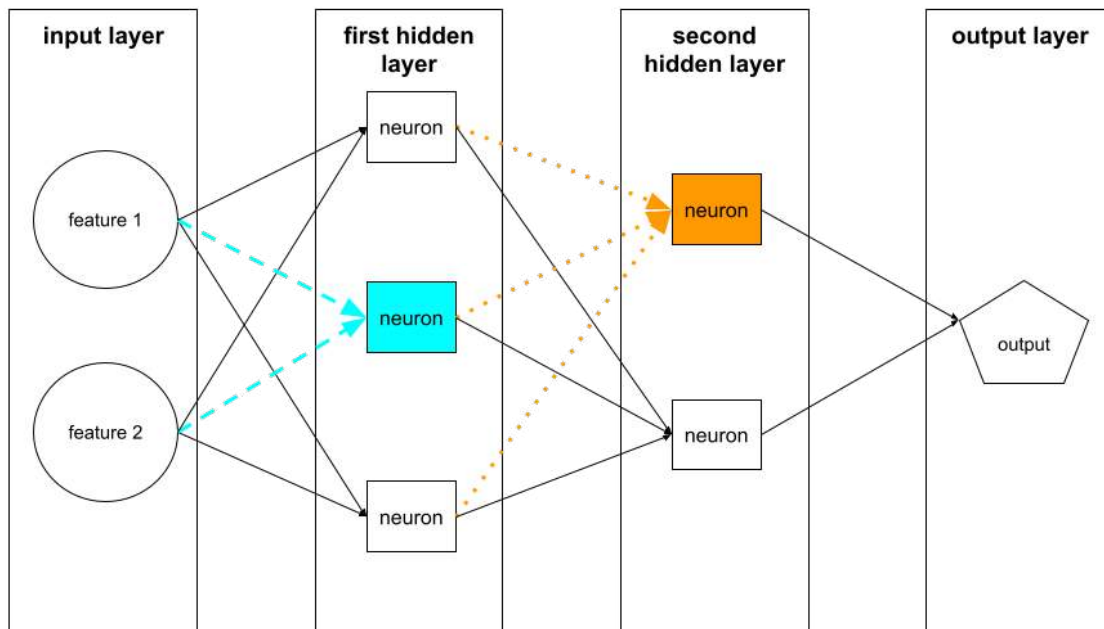 input layer
first hidden
layer
second
hidden layer
output layer
neuron
feature 1
neuron
neuron
output
feature 2
neuron
neuron